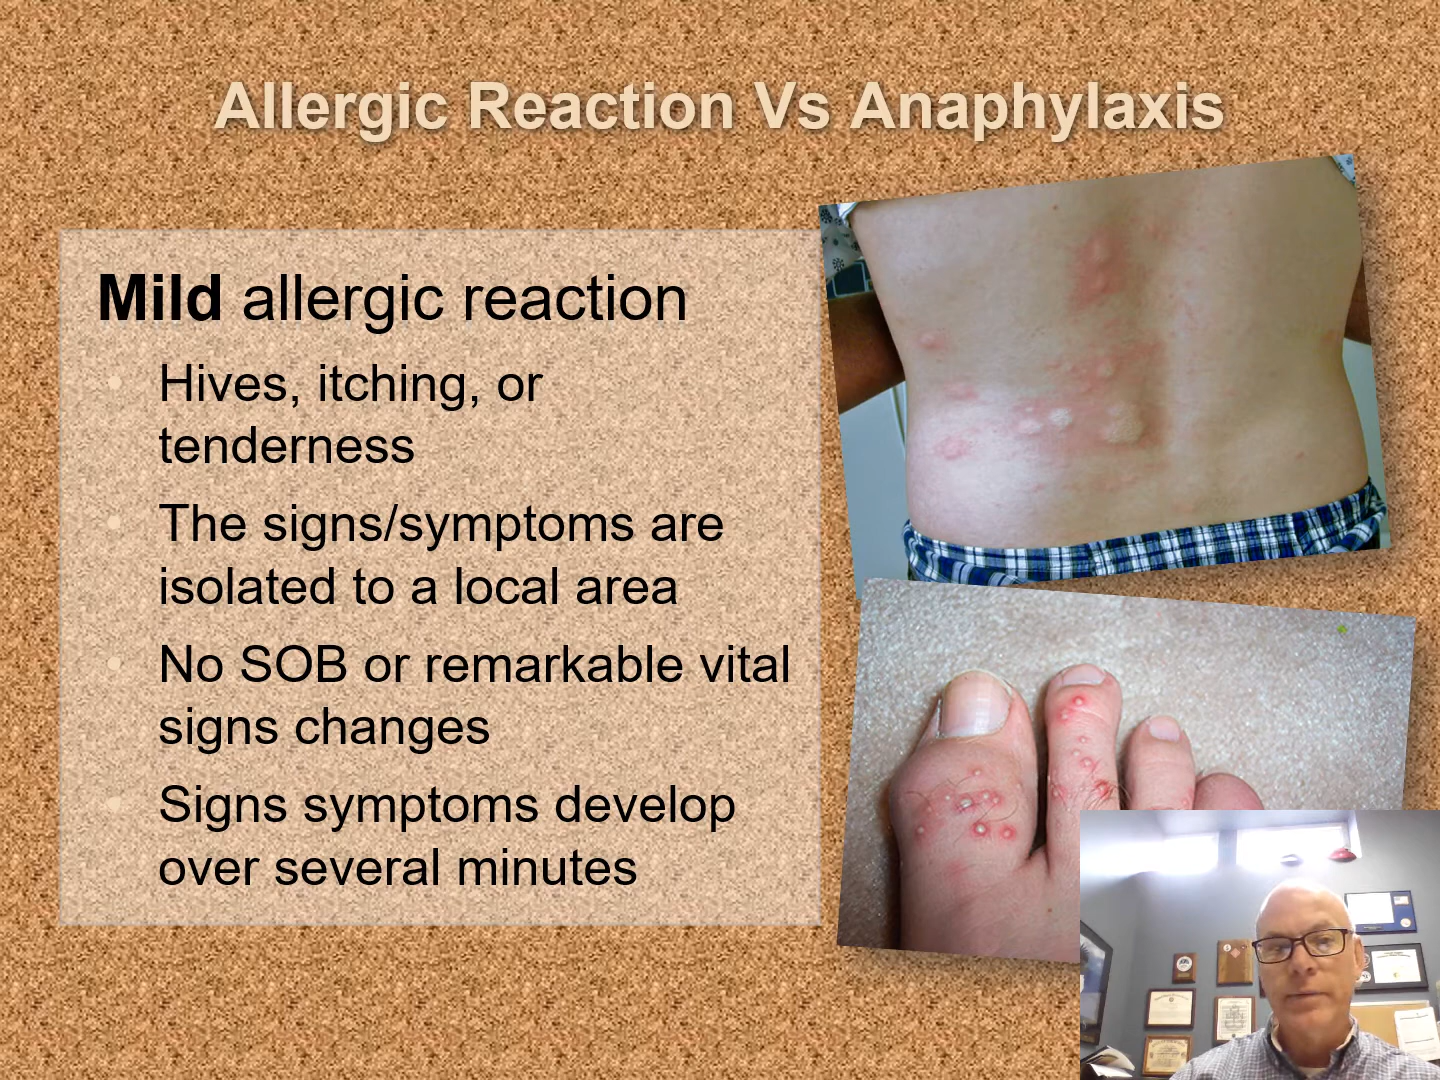 Allergic Reaction Vs Anaphylaxis
Mild allergic reaction
Hives, itching, or
tenderness
The signs/symptoms are
isolated to a local area
No SOB or remarkable vital
signs changes
Signs symptoms develop
over several minutes